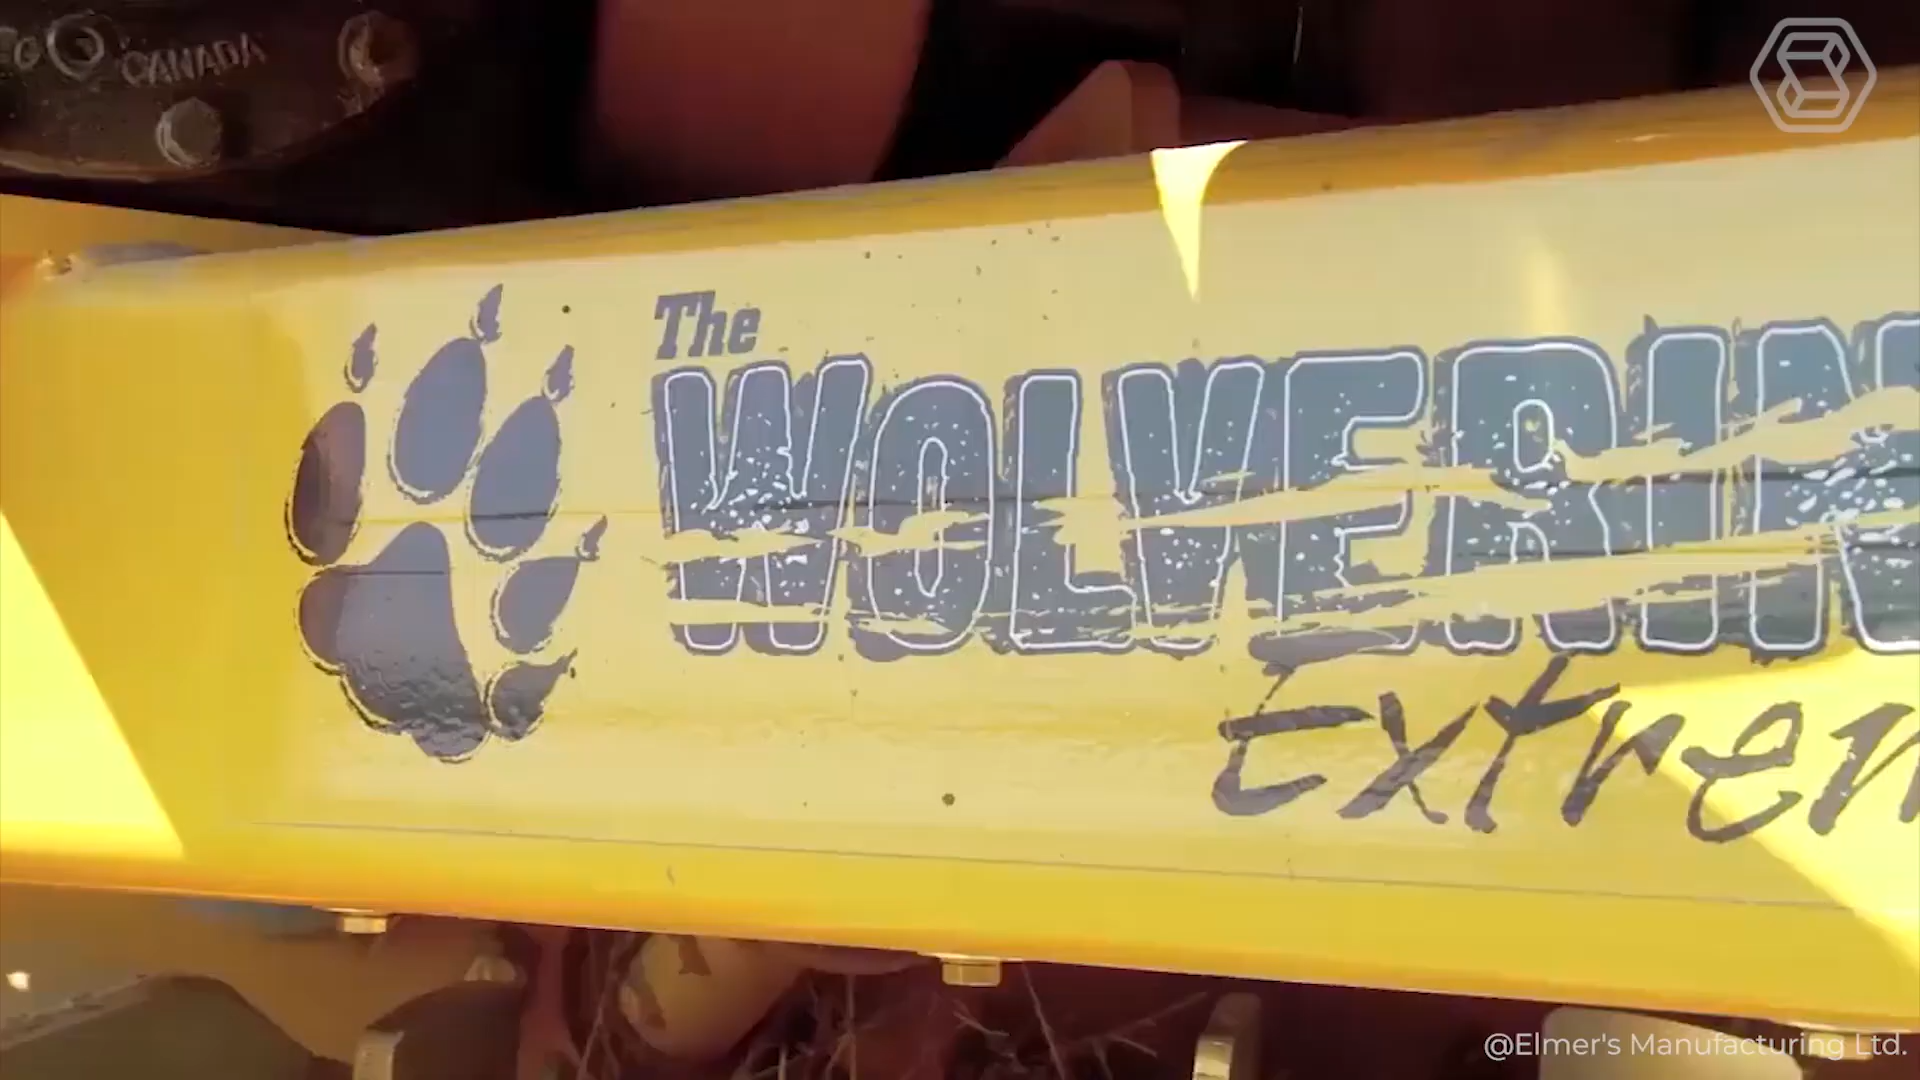 CANADA
The
WOLVERIN
Extrem
@Elmer's Manufacturing Ltd.